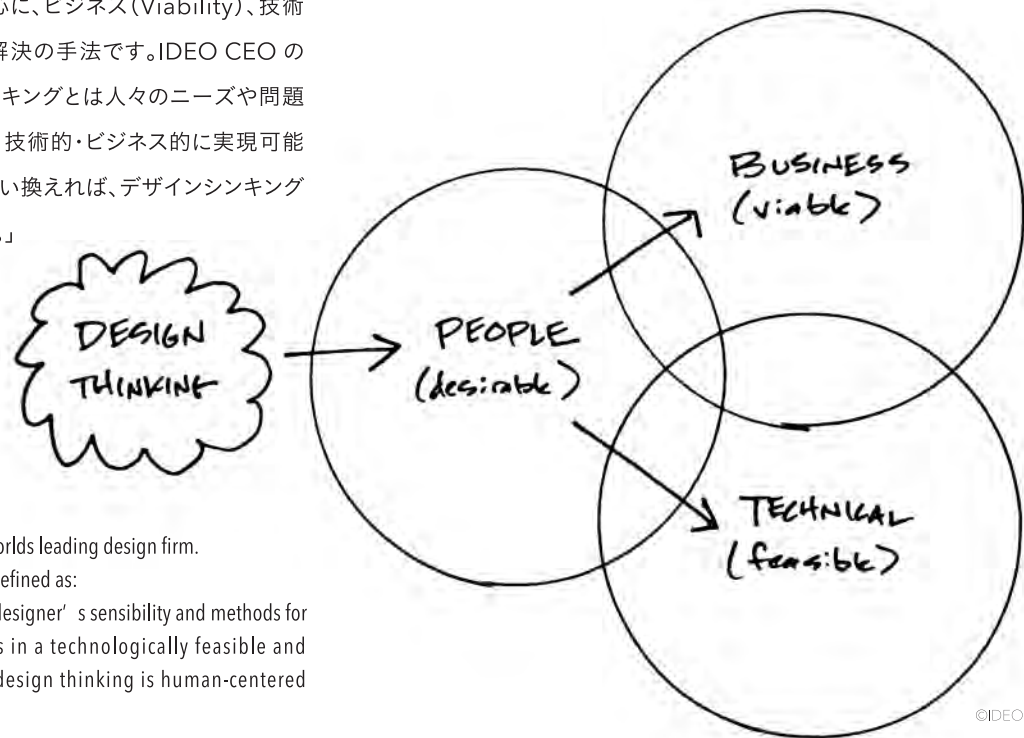 心に、ビジネス(Viability)、技術
解決の手法です。IDEO CEO の
キングとは人々のニーズや問題
技術的・ビジネス的に実現可能
い換えれば、デザインシンキング
」
DESIGN
THINKING
PEOPLE
(desirable)
BUSINESS
(viable)
TECHNICAL
(feasible)
orlds leading design firm.
efined as:
designer’ s sensibility and methods for
s in a technologically feasible and
design thinking is human-centered
©IDEO